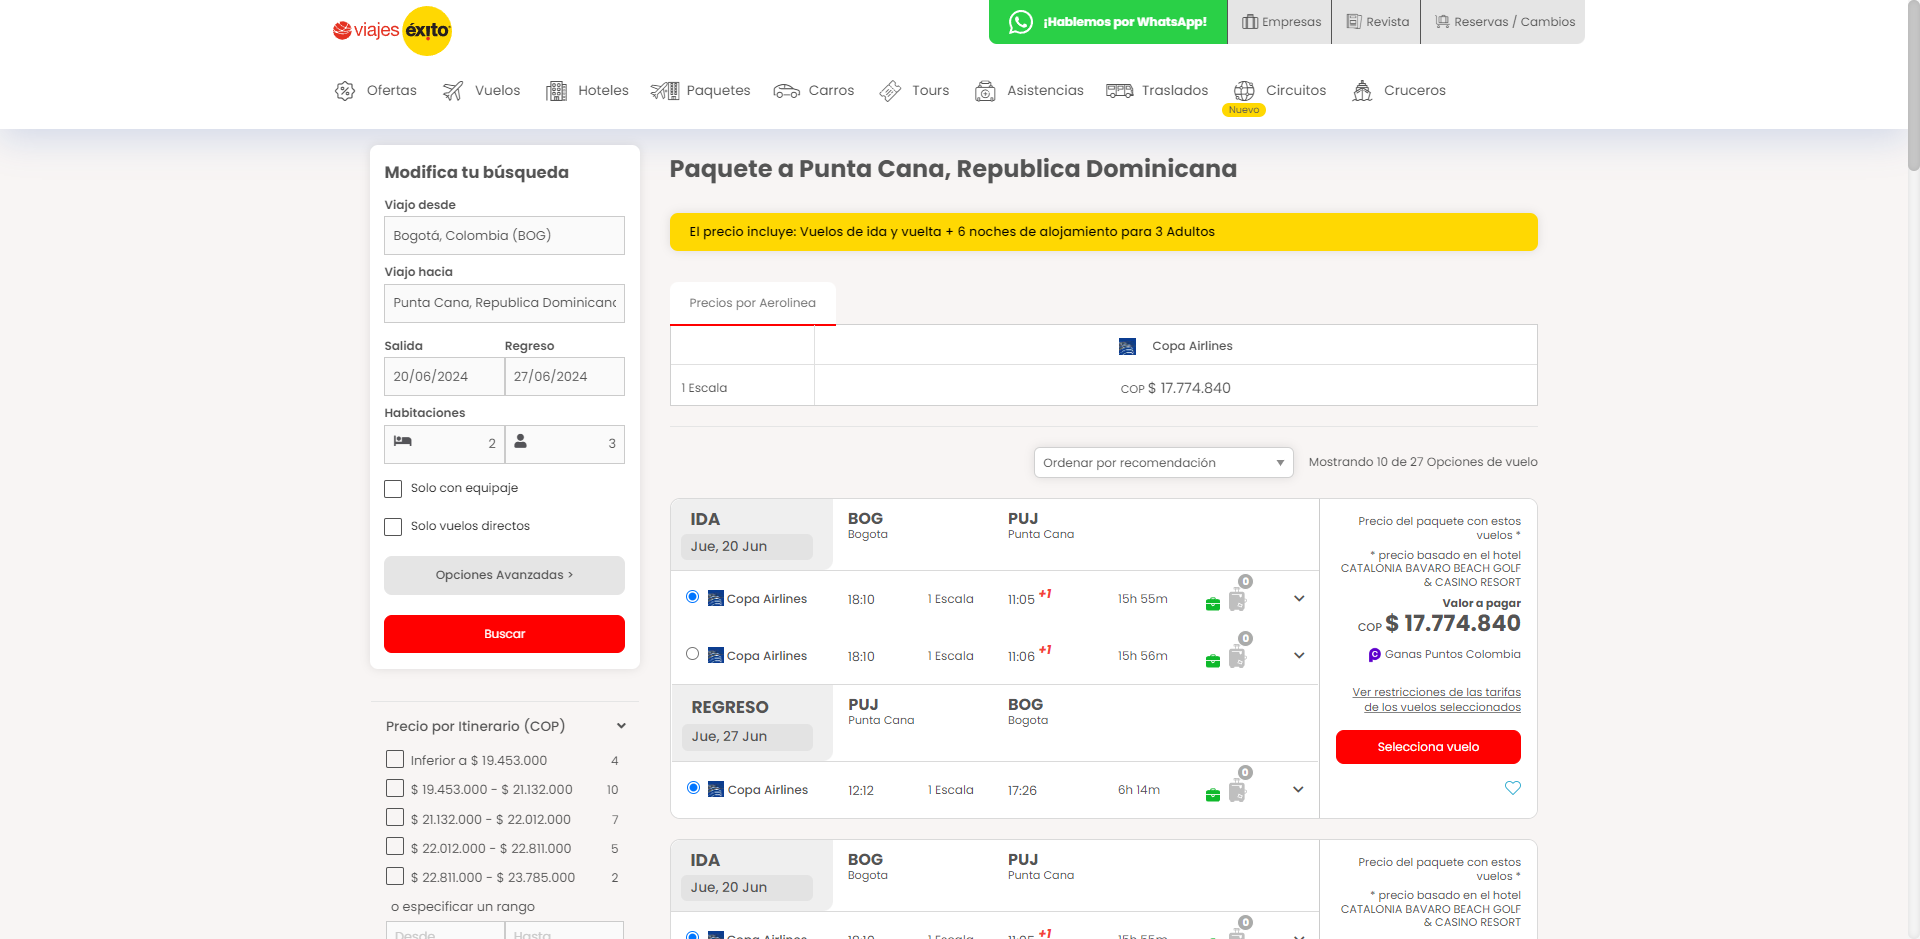 viajes éxito
¡Hablemos por WhatsApp!
Empresas
Revista
Reservas / Cambios
Ofertas
Vuelos
Hoteles
Paquetes
Carros
Tours
Asistencias
Traslados
Circuitos
Nuevo
Cruceros
Modifica tu búsqueda
Viajo desde
Bogotá, Colombia (BOG)
Viajo hacia
Punta Cana, Republica Dominicana
Salida Regreso
20/06/2024 27/06/2024
Habitaciones
2 3
Solo con equipaje
Solo vuelos directos
Opciones Avanzadas >
Buscar
Precio por Itinerario (COP)
Inferior a $ 19.453.000 4
$ 19.453.000 - $ 21.132.000 10
$ 21.132.000 - $ 22.012.000 7
$ 22.012.000 - $ 22.811.000 5
$ 22.811.000 - $ 23.785.000 2
o especificar un rango
Desde Hasta
Paquete a Punta Cana, Republica Dominicana
El precio incluye: Vuelos de ida y vuelta + 6 noches de alojamiento para 3 Adultos
Precios por Aerolinea
Copa Airlines
1 Escala COP $ 17.774.840
Ordenar por recomendación
Mostrando 10 de 27 Opciones de vuelo
IDA BOG PUJ
Bogota Punta Cana
Jue, 20 Jun
Copa Airlines 18:10 1 Escala 11:05 +1 15h 55m 0
Copa Airlines 18:10 1 Escala 11:06 +1 15h 56m 0
REGRESO PUJ BOG
Punta Cana Bogota
Jue, 27 Jun
Copa Airlines 12:12 1 Escala 17:26 6h 14m 0
Precio del paquete con estos
vuelos *
* precio basado en el hotel
CATALONIA BAVARO BEACH GOLF
& CASINO RESORT
Valor a pagar
COP $ 17.774.840
Ganas Puntos Colombia
Ver restricciones de las tarifas
de los vuelos seleccionados
Selecciona vuelo
IDA BOG PUJ
Bogota Punta Cana
Jue, 20 Jun
Copa Airlines 18:10 1 Escala 11:05 +1 15h 55m 0
Precio del paquete con estos
vuelos *
* precio basado en el hotel
CATALONIA BAVARO BEACH GOLF
& CASINO RESORT